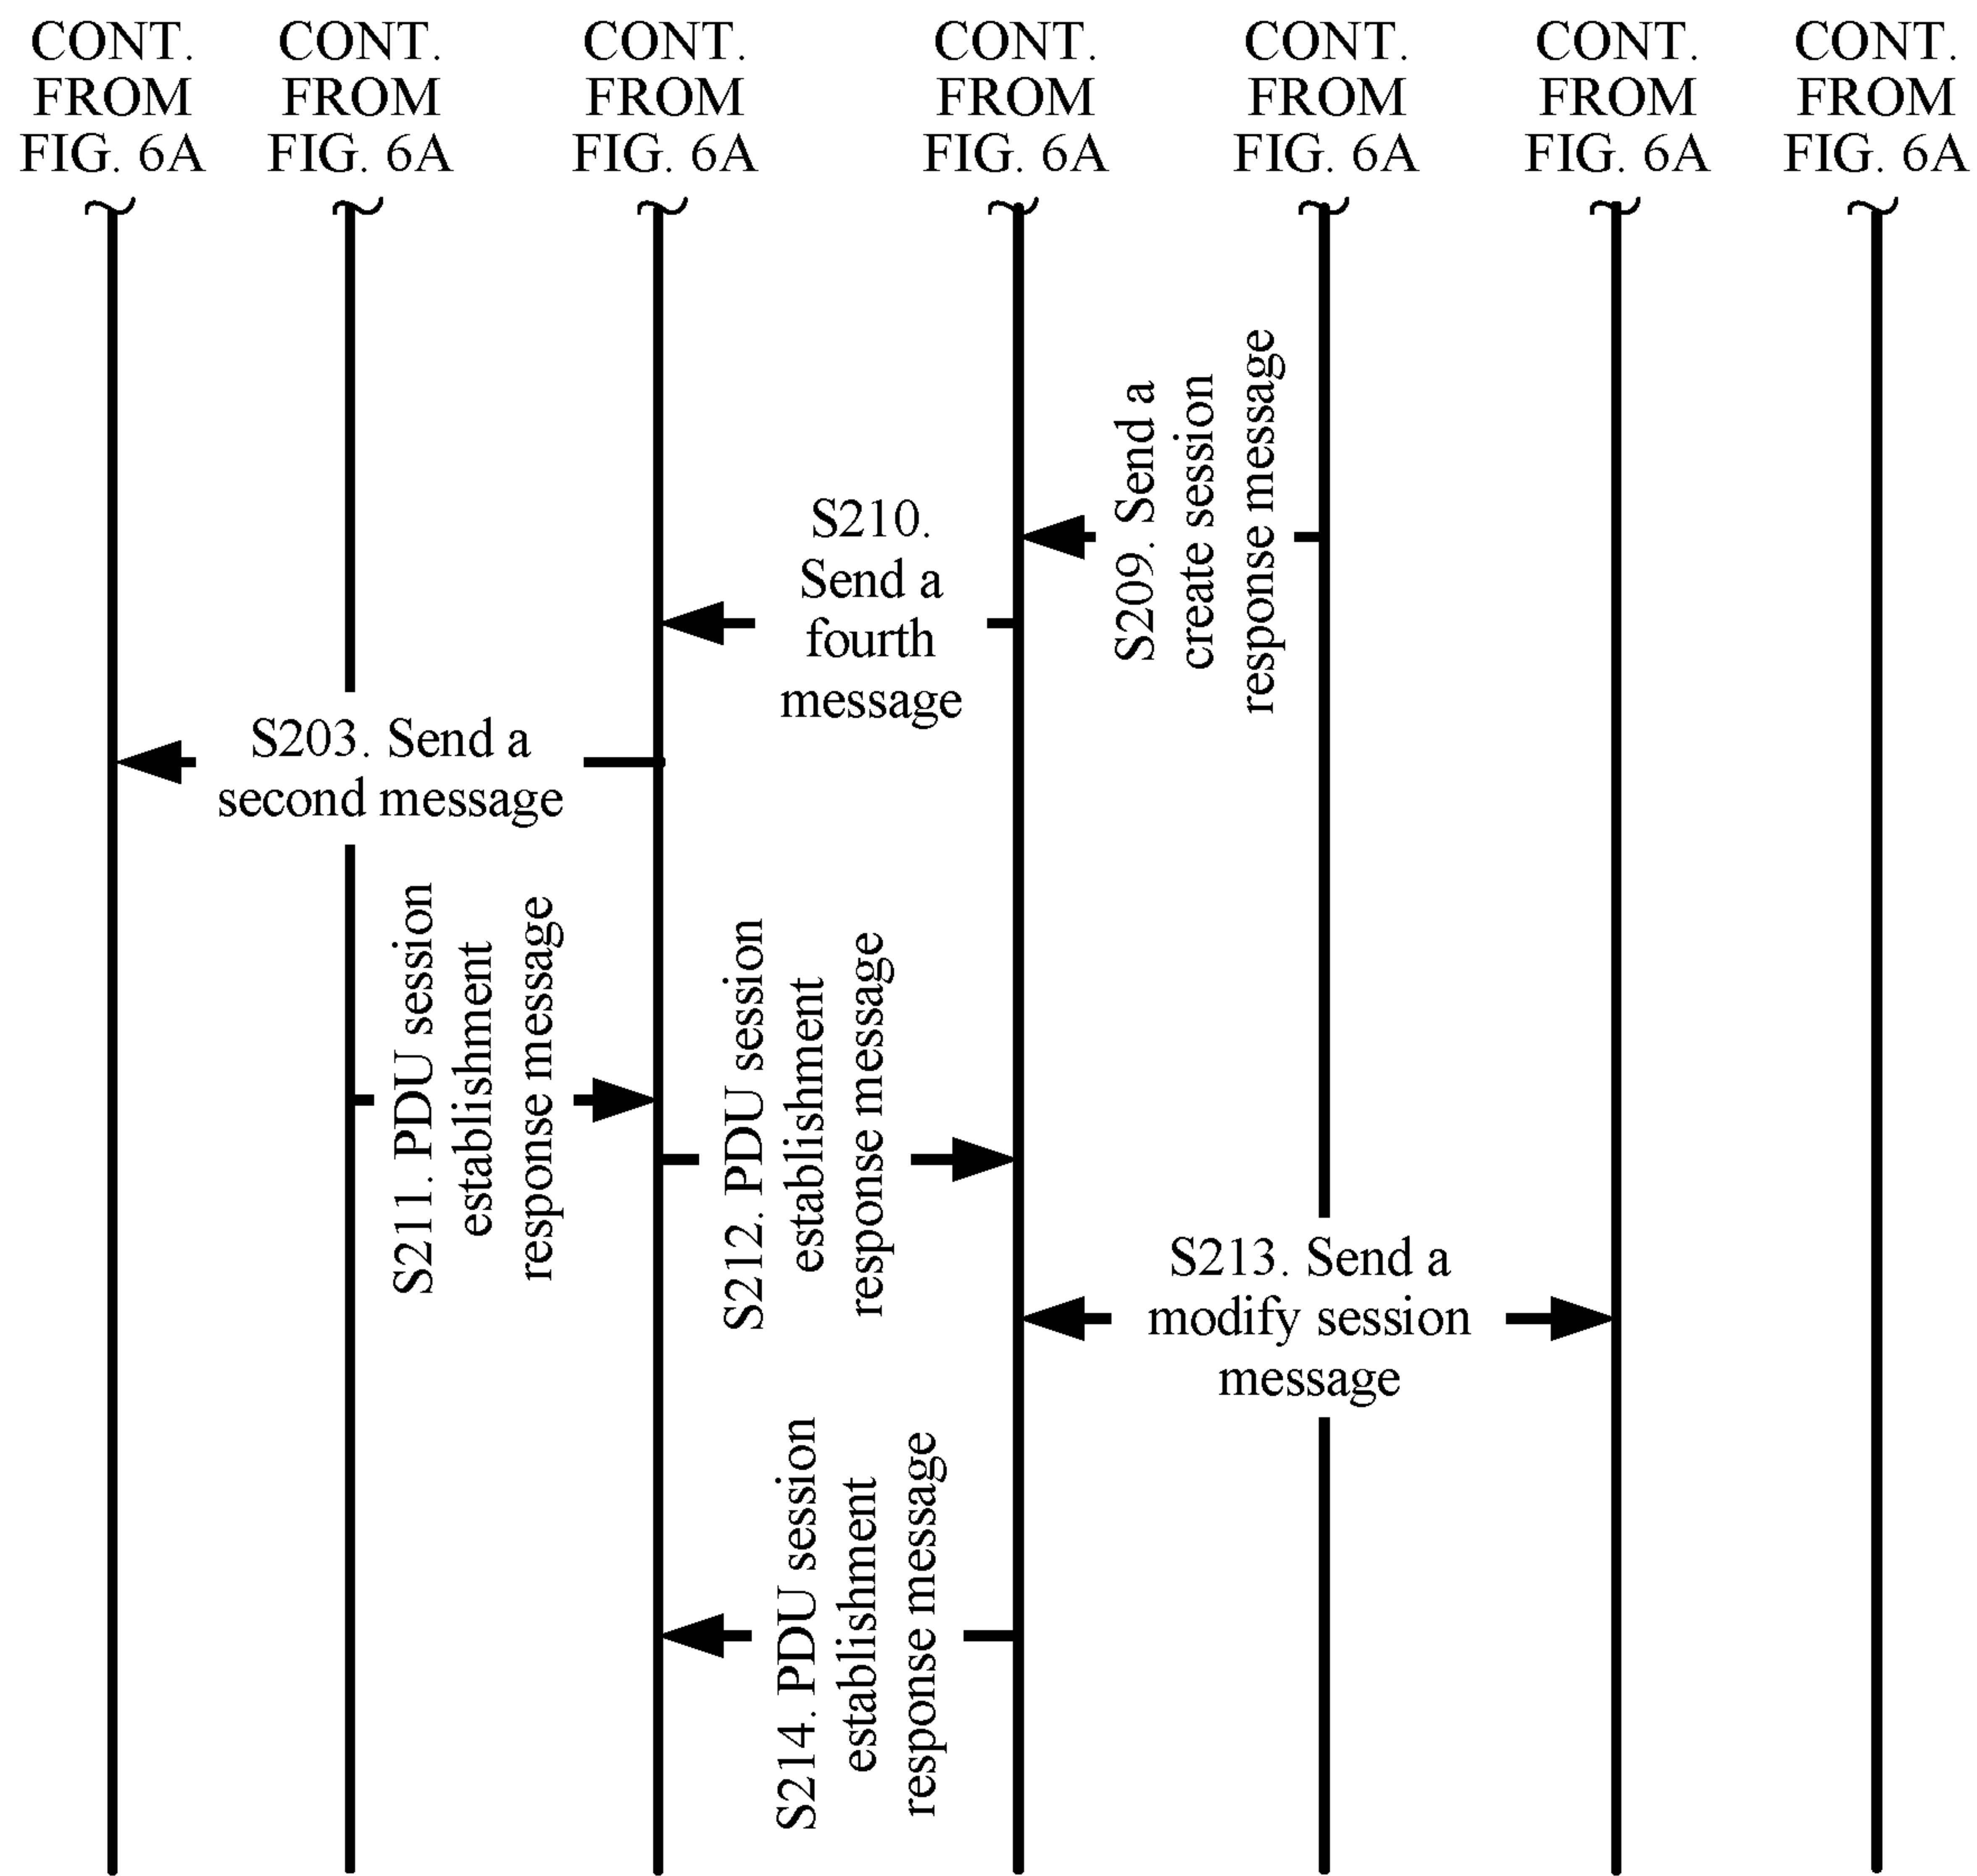 CONT.
FROM
FIG. 6A
CONT.
FROM
FIG. 6A
CONT.
FROM
FIG. 6A
CONT.
FROM
FIG. 6A
CONT.
FROM
FIG. 6A
CONT.
FROM
FIG. 6A
CONT.
FROM
FIG. 6A
S209. Send a
create session
response message
S210.
Send a
fourth
message
S203. Send a
second message
S211. PDU session
establishment
response message
S212. PDU session
establishment
response message
S213. Send a
modify session
message
S214. PDU session
establishment
response message